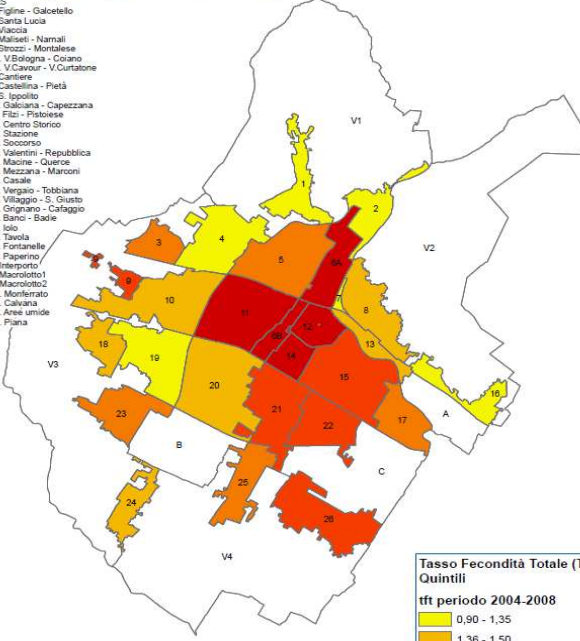 Figline - Galcetello
Santa Lucia
Viaccia
Maliseti - Narnali
Strozzi - Montalese
V.Bologna - Coiano
V.Cavour - V.Curtatone
Cantiere
Castellina - Pietà
S. Ippolito
Galciana - Capezzana
Filzi - Pistoiese
Centro Storico
Stazione
Soccorso
Valentini - Repubblica
Macine - Querce
Mezzana - Marconi
Casale
Vergaio - Tobbiana
Villaggio - S. Giusto
Grignano - Cafaggio
Banci - Badie
Iolo
Tavola
Fontanelle
Paperino
Interporto
Macrolotto1
Macrolotto2
Monferrato
Calvana
Areé umide
Piana
V1
1
2
V2
3
4
5
6A
9
9
10
7
8
11
12
6B
13
14
18
19
V3
20
15
16
A
21
17
23
22
B
C
25
24
26
V4
Tasso Fecondità Totale (T
Quintili
tft periodo 2004-2008
0,90 - 1,35
1,36 - 1,50